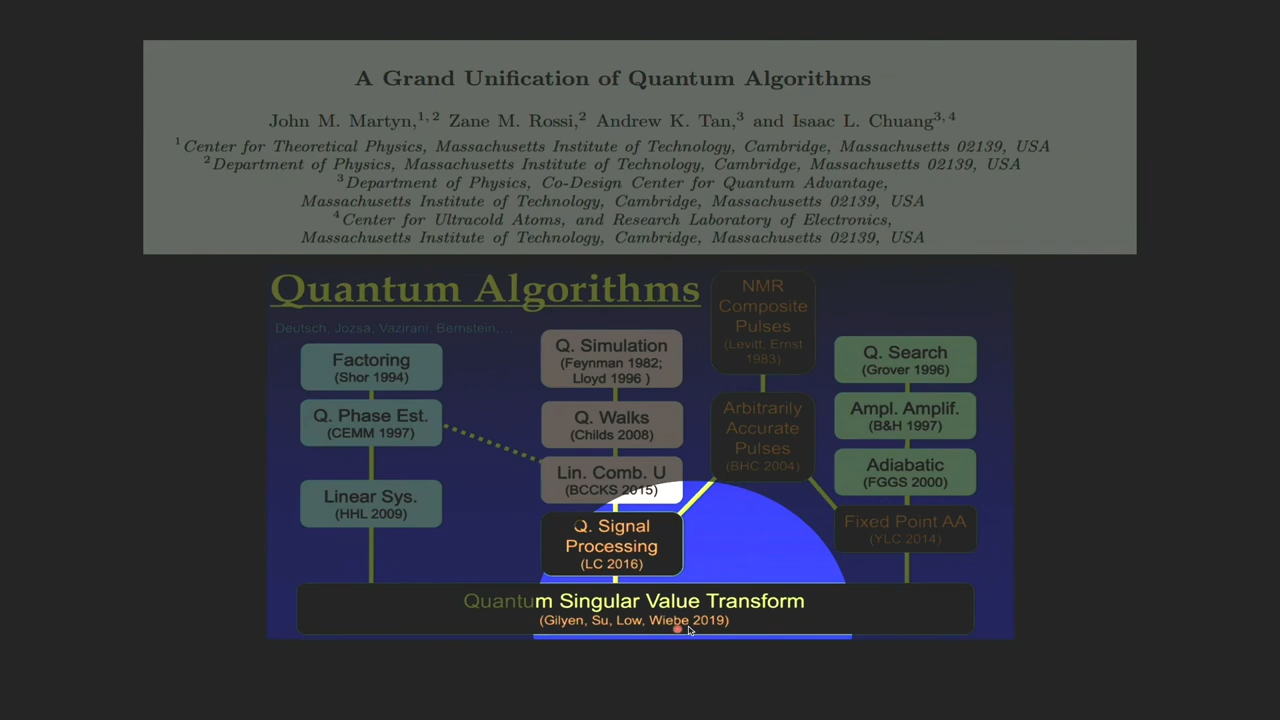 A Grand Unification of Quantum Algorithms
John M. Martyn,1,2 Zane M. Rossi,2 Andrew K. Tan,3 and Isaac L. Chuang3,4
1Center for Theoretical Physics, Massachusetts Institute of Technology, Cambridge, Massachusetts 02139, USA
2Department of Physics, Massachusetts Institute of Technology, Cambridge, Massachusetts 02139, USA
3Department of Physics, Co-Design Center for Quantum Advantage,
Massachusetts Institute of Technology, Cambridge, Massachusetts 02139, USA
4Center for Ultracold Atoms, and Research Laboratory of Electronics,
Massachusetts Institute of Technology, Cambridge, Massachusetts 02139, USA
Quantum Algorithms
Deutsch, Jozsa, Vazirani, Bernstein,...
Factoring
(Shor 1994)
Q. Phase Est.
(CEMM 1997)
Linear Sys.
(HHL 2009)
Q. Simulation
(Feynman 1982;
Lloyd 1996 )
Q. Walks
(Childs 2008)
Lin. Comb. U
(BCCKS 2015)
Q. Signal
Processing
(LC 2016)
NMR
Composite
Pulses
(Levitt, Ernst
1983)
Arbitrarily
Accurate
Pulses
(BHC 2004)
Q. Search
(Grover 1996)
Ampl. Amplif.
(B&H 1997)
Adiabatic
(FGGS 2000)
Fixed Point AA
(YLC 2014)
Quantum Singular Value Transform
(Gilyen, Su, Low, Wiebe 2019)